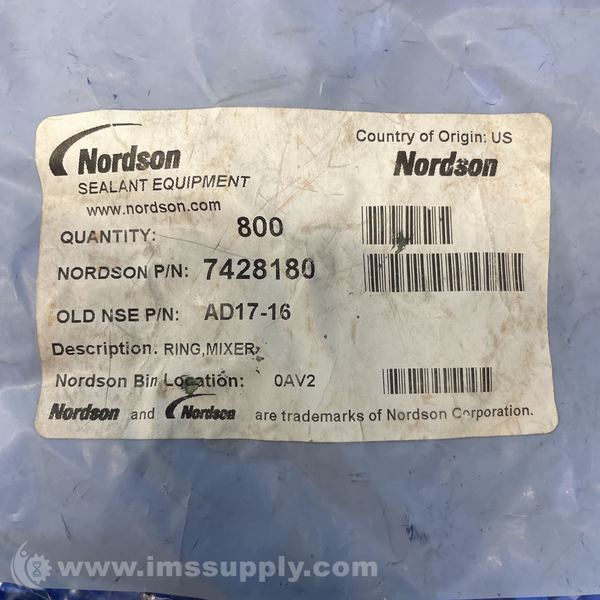 Nordson
SEALANT EQUIPMENT
www.nordson.com
Country of Origin: US
Nordson
QUANTITY: 800
NORDSON P/N: 7428180
OLD NSE P/N: AD17-16
Description. RING,MIXER,
Nordson Bin Location: 0AV2
Nordson and Nordson are trademarks of Nordson Corporation.
www.imssupply.com